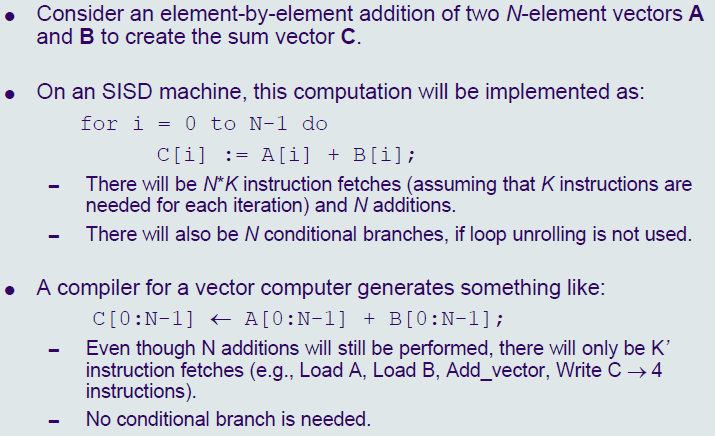 • Consider an element-by-element addition of two N-element vectors A
and B to create the sum vector C.
• On an SISD machine, this computation will be implemented as:
for i = 0 to N-1 do
C[i] := A[i] + B[i];
– There will be N*K instruction fetches (assuming that K instructions are
needed for each iteration) and N additions.
– There will also be N conditional branches, if loop unrolling is not used.
• A compiler for a vector computer generates something like:
C[0:N-1] ← A[0:N-1] + B[0:N-1];
– Even though N additions will still be performed, there will only be K’
instruction fetches (e.g., Load A, Load B, Add_vector, Write C → 4
instructions).
– No conditional branch is needed.